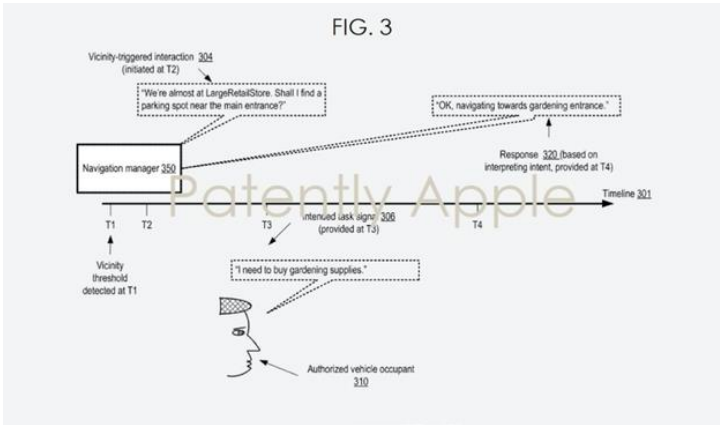 FIG. 3
Vicinity-triggered interaction 304
(initiated at T2)
"We're almost at LargeRetailStore. Shall I find a
parking spot near the main entrance?"
"OK, navigating towards gardening entrance."
Response 320 (based on
interpreting intent, provided at T4)
Navigation manager 350
Patently Apple
Timeline 301
T1
T2
T3
T4
Intended task signal 306
(provided at T3)
Vicinity
threshold
detected at T1
"I need to buy gardening supplies."
Authorized vehicle occupant
310